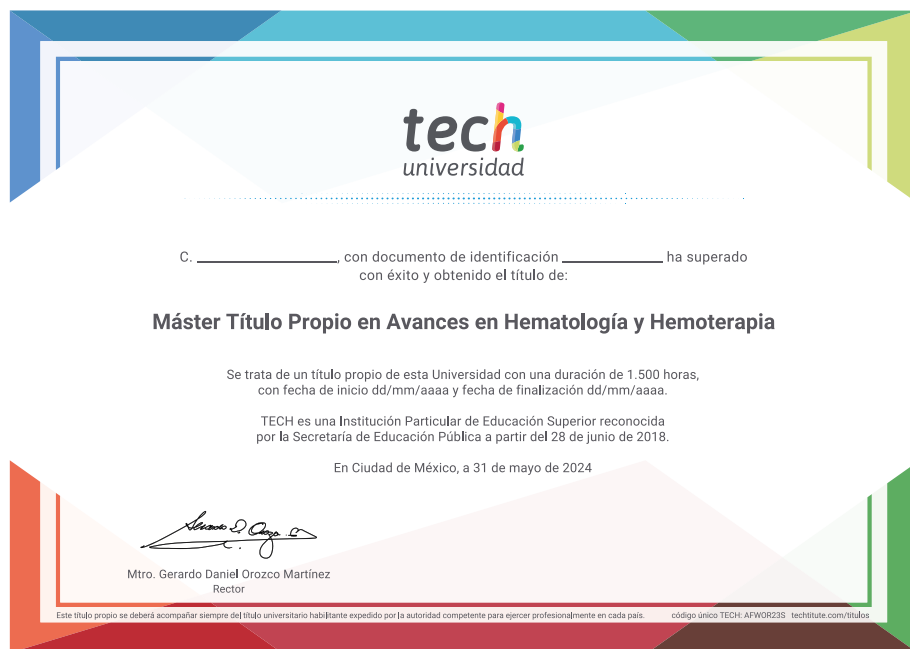 tech
universidad
C. ________________, con documento de identificación ____________ ha superado
con éxito y obtenido el título de:
Máster Título Propio en Avances en Hematología y Hemoterapia
Se trata de un título propio de esta Universidad con una duración de 1.500 horas,
con fecha de inicio dd/mm/aaaa y fecha de finalización dd/mm/aaaa.
TECH es una Institución Particular de Educación Superior reconocida
por la Secretaría de Educación Pública a partir del 28 de junio de 2018.
En Ciudad de México, a 31 de mayo de 2024
Mtro. Gerardo Daniel Orozco Martínez
Rector
Este título propio se deberá acompañar siempre del título universitario habilitante expedido por la autoridad competente para ejercer profesionalmente en cada país. código único TECH: AFWOR23S techtitute.com/titulos